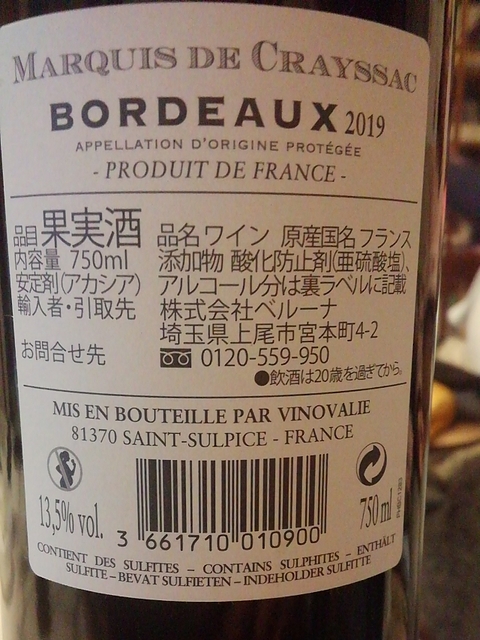 MARQUIS DE CRAYSSAC
BORDEAUX 2019
APPELLATION D'ORIGINE PROTÉGÉE
- PRODUIT DE FRANCE -
品目 果実酒 品名 ワイン 原産国名 フランス
内容量 750ml 添加物 酸化防止剤(亜硫酸塩)、
安定剤(アカシア) アルコール分は裏ラベルに記載
輸入者・引取先 株式会社ベルーナ
埼玉県上尾市宮本町4-2
お問合せ先 0120-559-950
●飲酒は20歳を過ぎてから。
MIS EN BOUTEILLE PAR VINOVALIE
81370 SAINT-SULPICE - FRANCE
13,5% vol.
3 661710 010900
750 ml
CONTIENT DES SULFITES – CONTAINS SULPHITES – ENTHÄLT
SULFITE – BEVAT SULFIETEN – INDEHOLDER SULFITTE